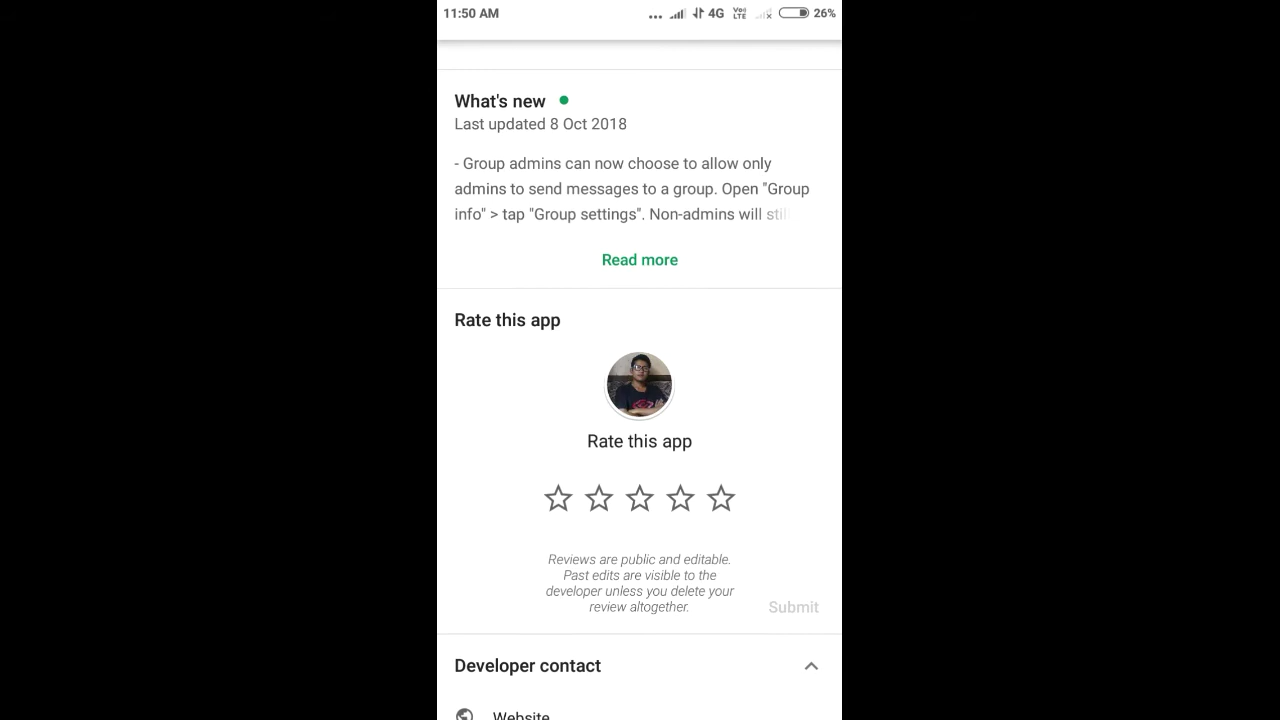 11:50 AM
4G
Vo))
LTE
26%
What's new
Last updated 8 Oct 2018
- Group admins can now choose to allow only
admins to send messages to a group. Open "Group
info" > tap "Group settings". Non-admins will still
Read more
Rate this app
Rate this app
Reviews are public and editable.
Past edits are visible to the
developer unless you delete your
review altogether.
Submit
Developer contact
Website